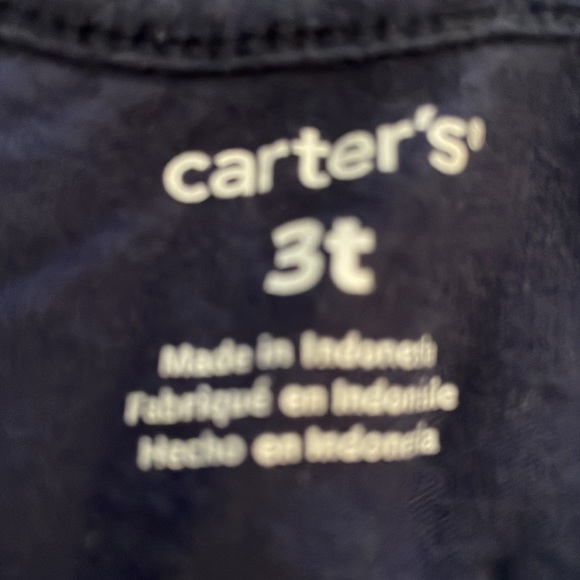 carter's
3t
Made in Indonesia
Fabriqué en Indonésie
Hecho en Indonesia